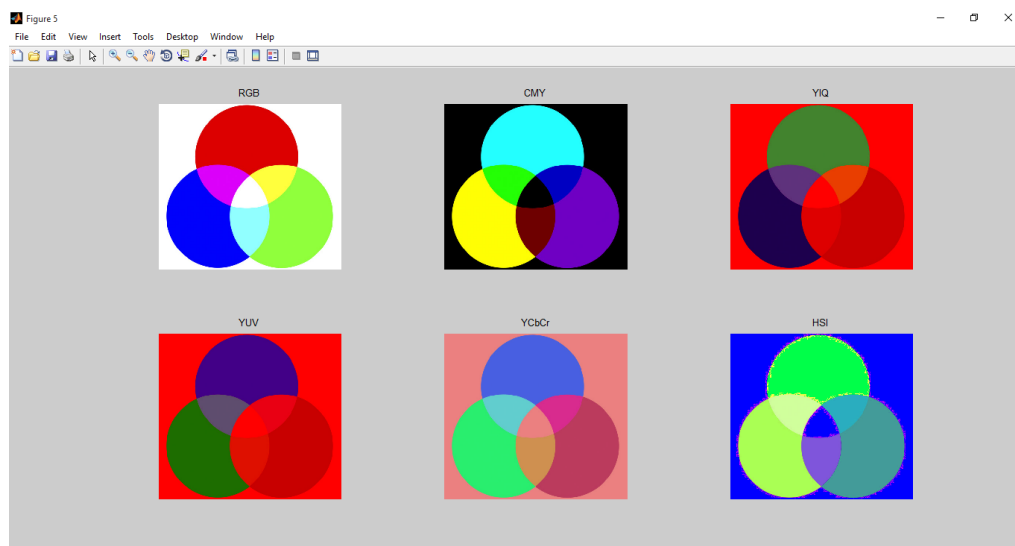 Figure 5
File Edit View Insert Tools Desktop Window Help
RGB CMY YIQ
YUV YCbCr HSI